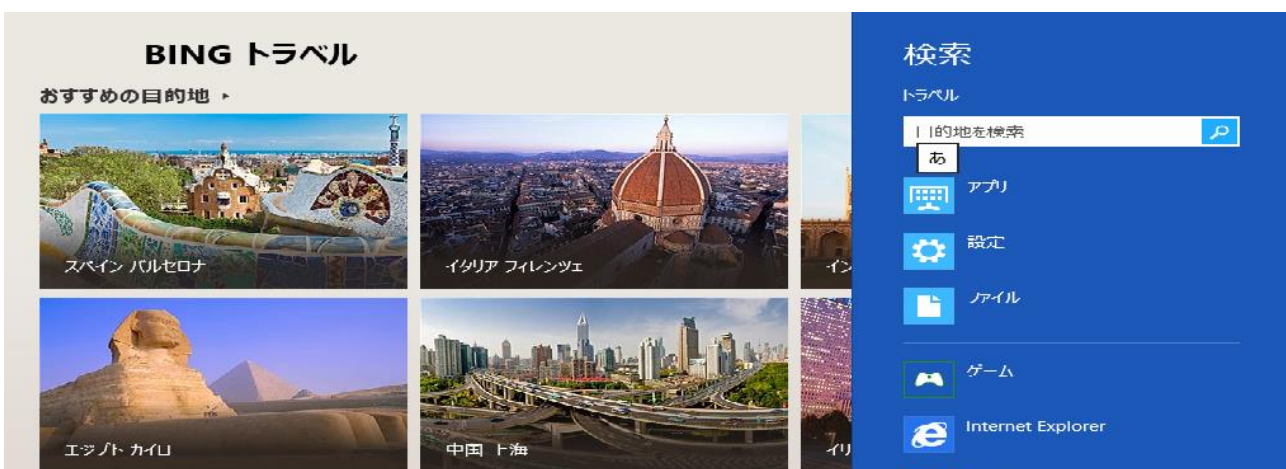 BING トラベル
おすすめの目的地
スペイン バルセロナ
イタリア フィレンツェ
イン
エジプト カイロ
中国 上海
検索
トラベル
目的地を検索
あ
アプリ
設定
ファイル
ゲーム
Internet Explorer